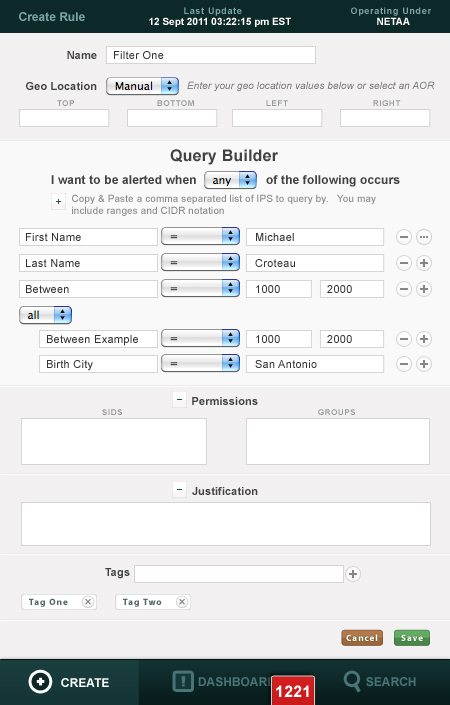 Create Rule
Last Update
12 Sept 2011 03:22:15 pm EST
Operating Under
NETAA
Name Filter One
Geo Location Manual Enter your geo location values below or select an AOR
TOP BOTTOM LEFT RIGHT
Query Builder
I want to be alerted when any of the following occurs
+ Copy & Paste a comma separated list of IPS to query by. You may
include ranges and CIDR notation
First Name = Michael
Last Name = Croteau
Between = 1000 2000
all
Between Example = 1000 2000
Birth City = San Antonio
Permissions
SIDS GROUPS
Justification
Tags
Tag One Tag Two
Cancel Save
CREATE DASHBOAR 1221 SEARCH